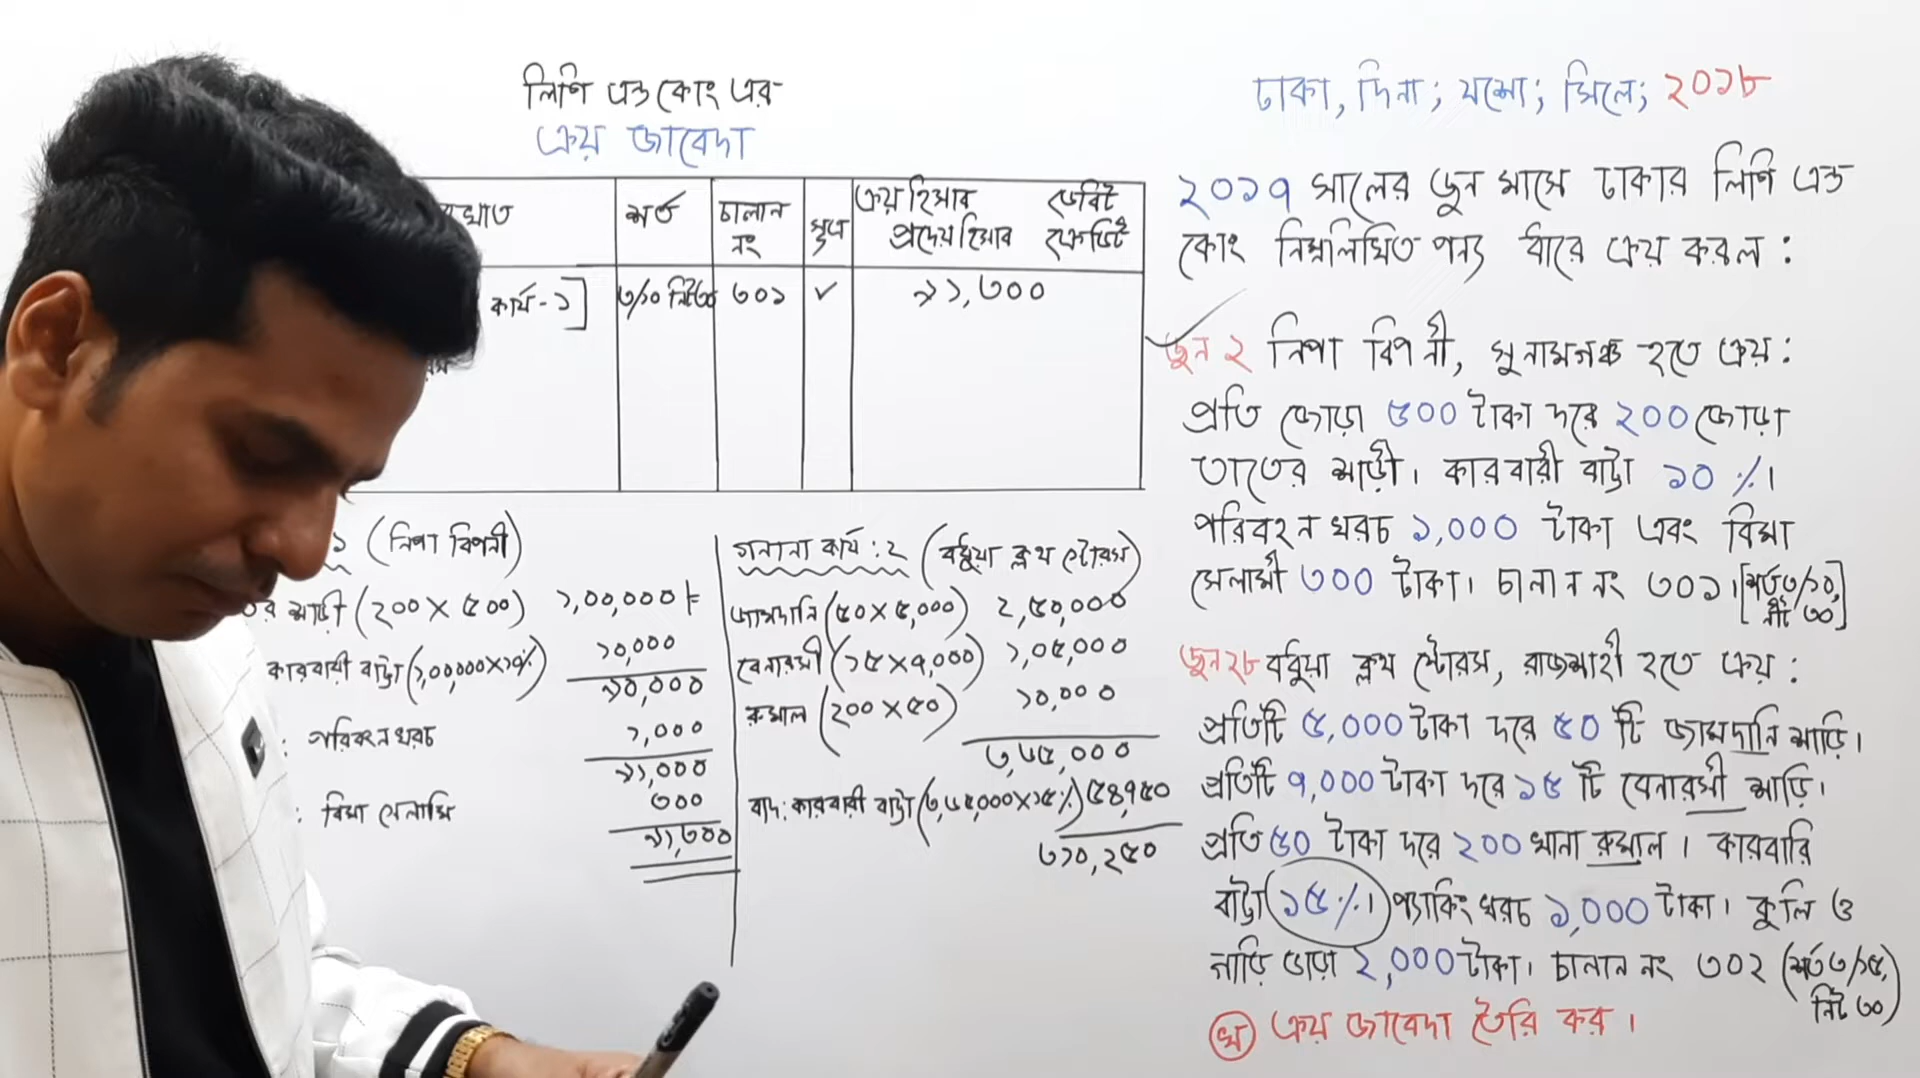 লিপি এন্ড কোং এর
ক্রয় জাবেদা
খাত
শর্ত
চালান নং
সূত্র
ক্রয় হিসাব ডেবিট
প্রদেয় হিসাব ক্রেডিট
কার্য - ১]
৩/১০ নিট ৩০
৩০১
✓
৯১,৩০০
১ (নিপা বিপনী)
র শাড়ী (২০০ × ৫০০) ১,০০,০০০
কারবারী বাট্টা (১,০০,০০০×১০%) ১০,০০০
৯০,০০০
: পরিবহন খরচ ১,০০০
৯১,০০০
: বিমা সেলামি ৩০০
৯১,৩০০
গননা কার্য : ২ (বধুয়া ক্লথ স্টোরস)
জামদানি (৫০ × ৫,০০০) ২,৫০,০০০
বেনারসী (১৫ × ৭,০০০) ১,০৫,০০০
রুমাল (২০০ × ৫০) ১০,০০০
৩,৬৫,০০০
বাদ : কারবারী বাট্টা (৩,৬৫,০০০×১৫%) ৫৪,৭৫০
৩১০,২৫০
ঢাকা, দিনা; যশো; সিলে; ২০১৮
২০১৭ সালের জুন মাসে ঢাকার লিপি এন্ড
কোং নিম্নলিখিত পন্য ধারে ক্রয় করল :
জুন ২ নিপা বিপনী, সুনামগঞ্জ হতে ক্রয় :
প্রতি জোড়া ৫০০ টাকা দরে ২০০ জোড়া
তাতের শাড়ী। কারবারী বাট্টা ১০%।
পরিবহন খরচ ১,০০০ টাকা এবং বিমা
সেলামী ৩০০ টাকা। চালান নং ৩০১। [শর্ত ৩/১০,
নীট ৩০]
জুন ২৮ বধুয়া ক্লথ স্টোরস, রাজশাহী হতে ক্রয় :
প্রতিটি ৫,০০০ টাকা দরে ৫০ টি জামদানি শাড়ি।
প্রতিটি ৭,০০০ টাকা দরে ১৫ টি বেনারসী শাড়ি।
প্রতি ৫০ টাকা দরে ২০০ খানা রুমাল। কারবারি
বাট্টা ১৫%। প্যাকিং খরচ ১,০০০ টাকা। কুলি ও
গাড়ি ভাড়া ২,০০০ টাকা। চালান নং ৩০২ (শর্ত ৩/১৫,
নিট ৩০)
খ ক্রয় জাবেদা তৈরি কর।